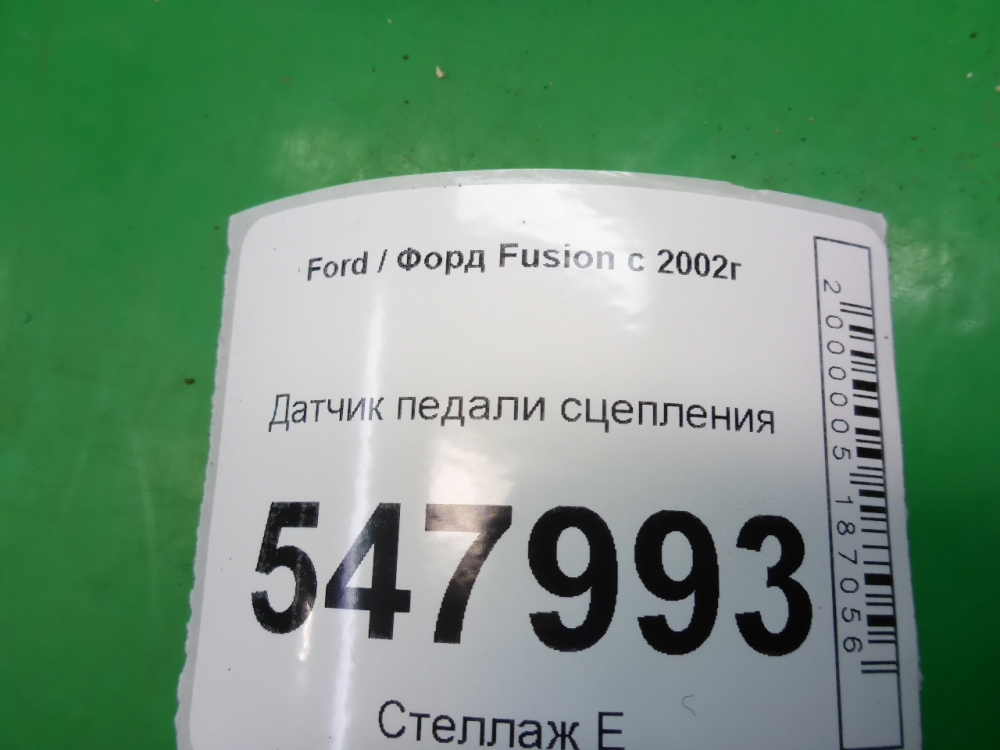 Ford / Форд Fusion с 2002г
Датчик педали сцепления
547993
Стеллаж Е
2000005187056